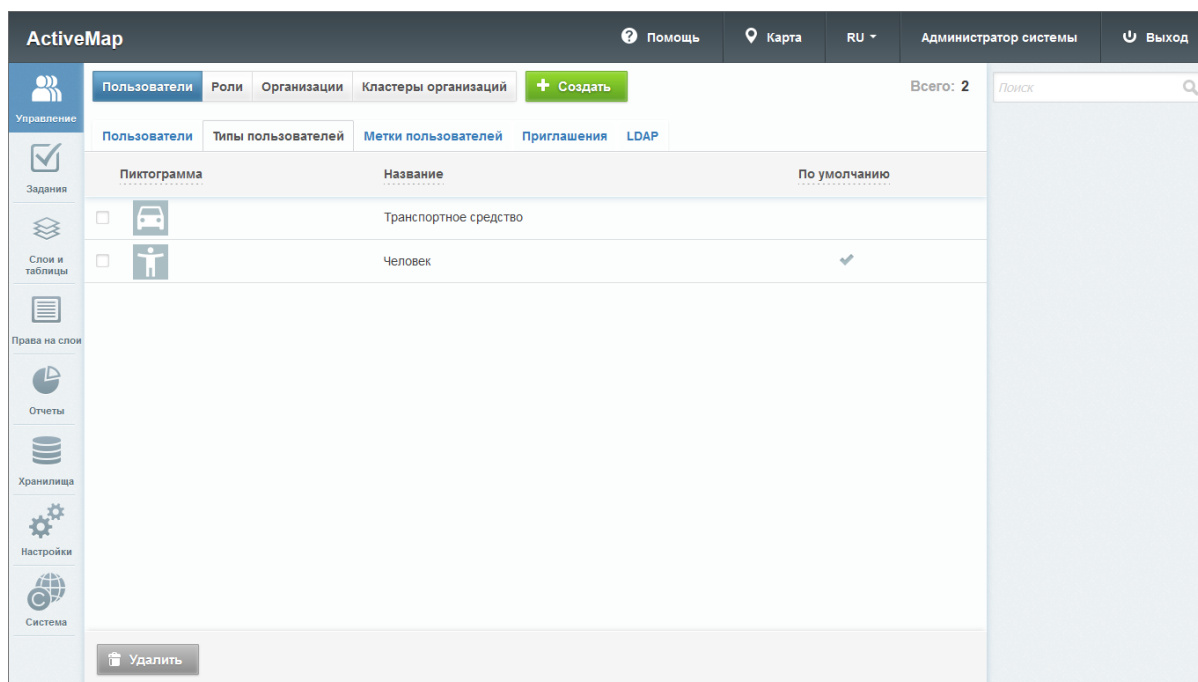 ActiveMap
Помощь
Карта
RU
Администратор системы
Выход
Управление
Задания
Слои и
таблицы
Права на слои
Отчеты
Хранилища
Настройки
Система
Пользователи Роли Организации Кластеры организаций
Создать
Всего: 2
Поиск
Пользователи Типы пользователей Метки пользователей Приглашения LDAP
Пиктограмма Название По умолчанию
Транспортное средство
Человек
Удалить